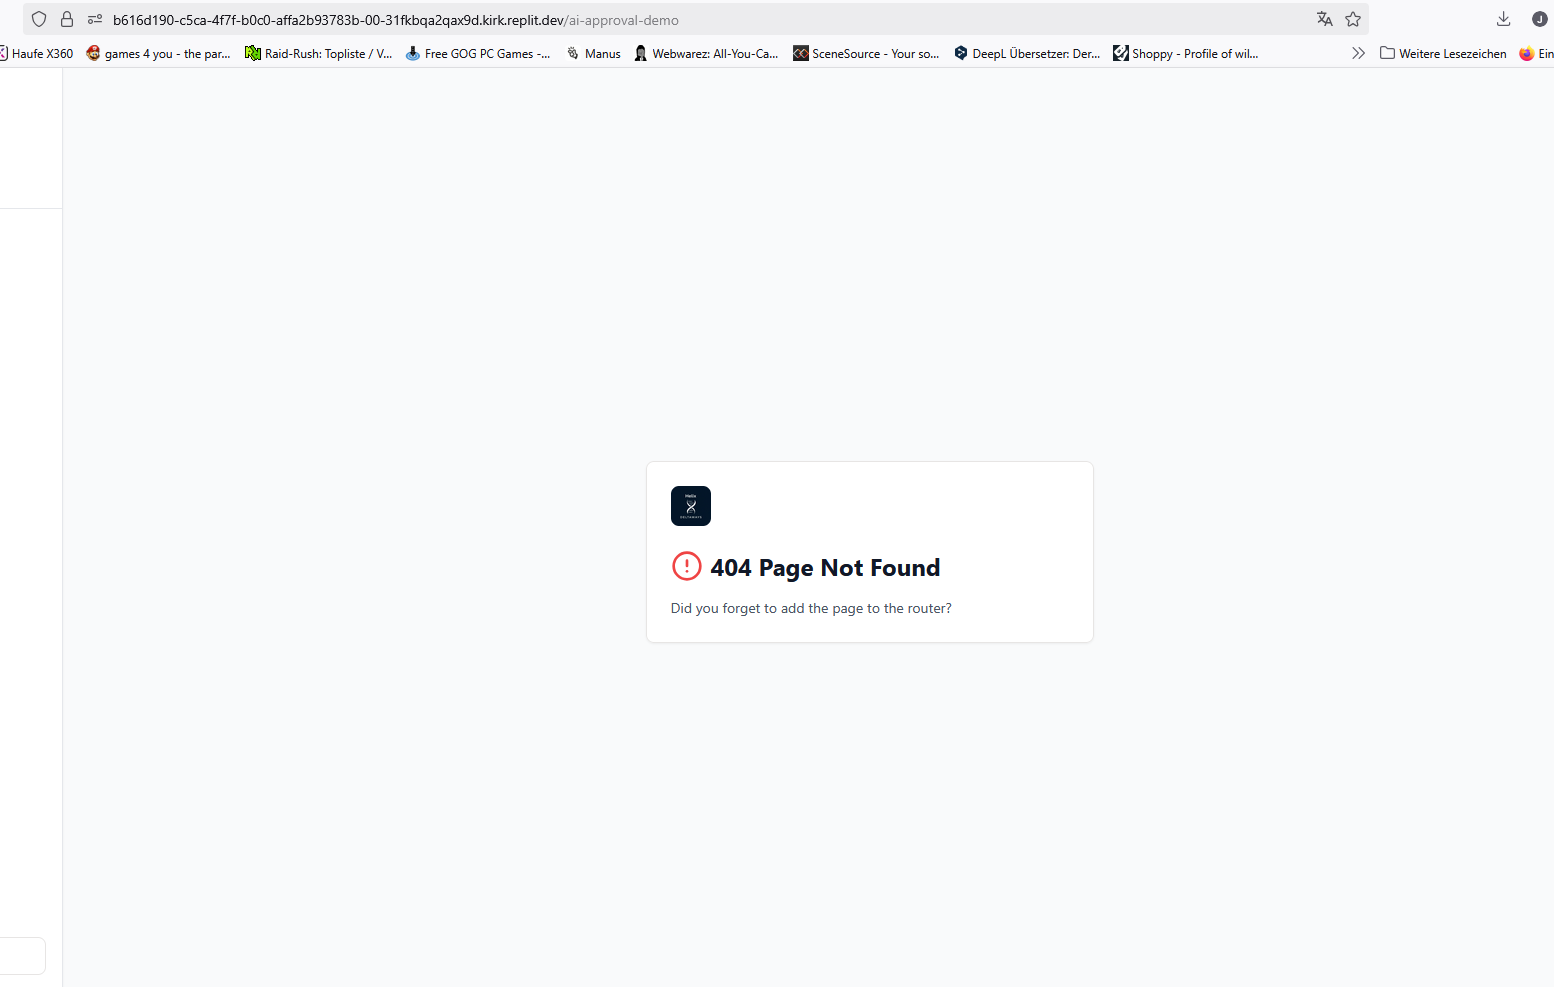 b616d190-c5ca-4f7f-b0c0-affa2b93783b-00-31fkbqa2qax9d.kirk.replit.dev/ai-approval-demo
J
Haufe X360
games 4 you - the par...
Raid-Rush: Topliste / V...
Free GOG PC Games -...
Manus
Webwarez: All-You-Ca...
SceneSource - Your so...
DeepL Übersetzer: Der...
Shoppy - Profile of wil...
Weitere Lesezeichen
Ein
404 Page Not Found
Did you forget to add the page to the router?